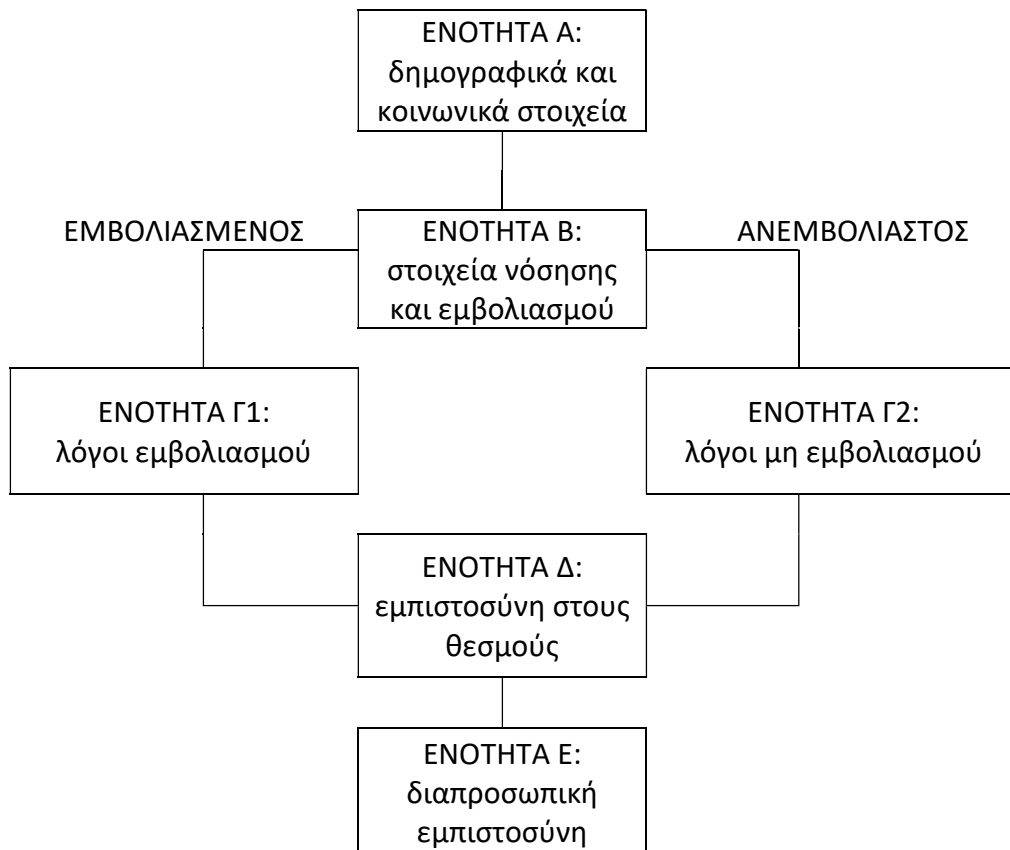 ΕΝΟΤΗΤΑ Α:
δημογραφικά και
κοινωνικά στοιχεία
ΕΜΒΟΛΙΑΣΜΕΝΟΣ
ΕΝΟΤΗΤΑ Β:
στοιχεία νόσησης
και εμβολιασμού
ΑΝΕΜΒΟΛΙΑΣΤΟΣ
ΕΝΟΤΗΤΑ Γ1:
λόγοι εμβολιασμού
ΕΝΟΤΗΤΑ Γ2:
λόγοι μη εμβολιασμού
ΕΝΟΤΗΤΑ Δ:
εμπιστοσύνη στους
θεσμούς
ΕΝΟΤΗΤΑ Ε:
διαπροσωπική
εμπιστοσύνη